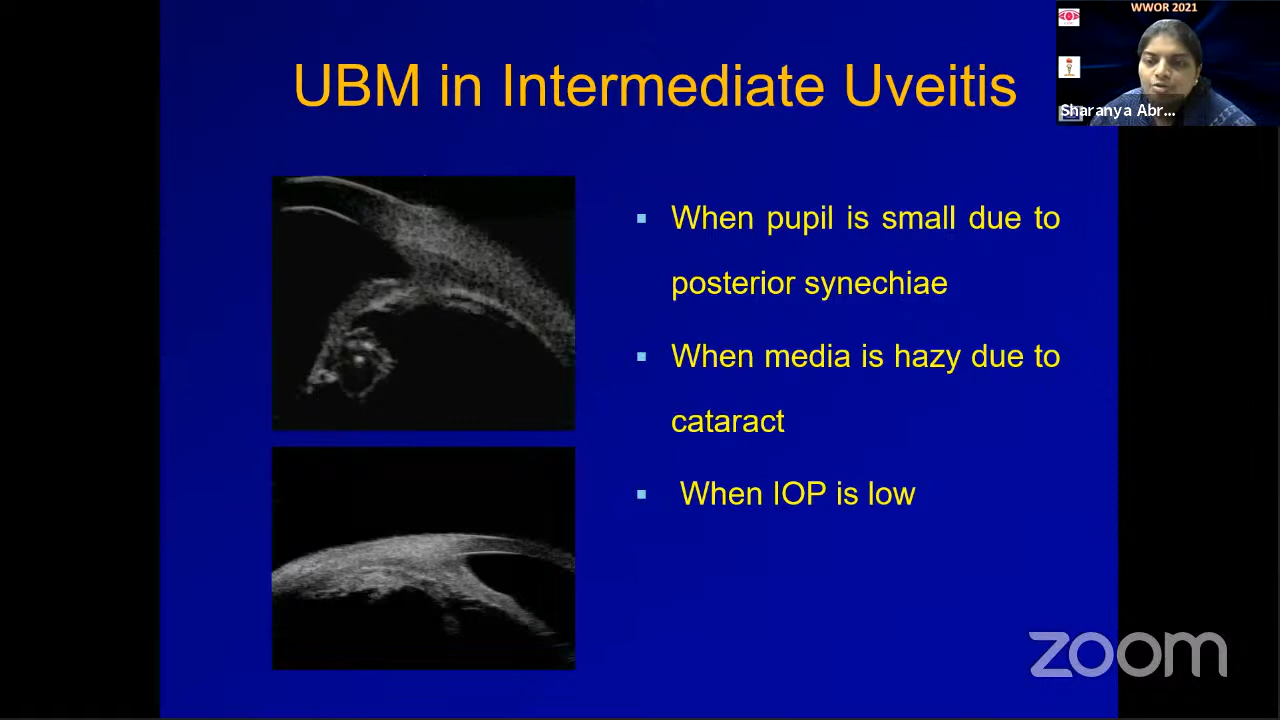 WWOR 2021
UBM in Intermediate Uveitis
Sharanya Abr...
▪ When pupil is small due to
posterior synechiae
▪ When media is hazy due to
cataract
▪ When IOP is low
zoom